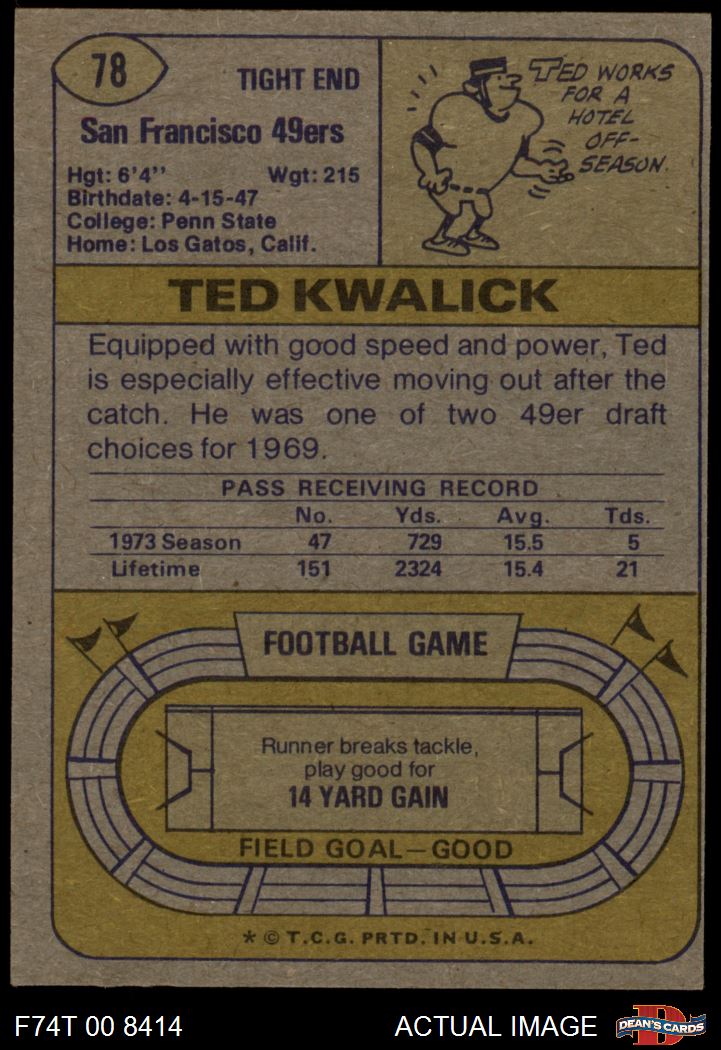 78
TIGHT END
San Francisco 49ers
Hgt: 6'4" Wgt: 215
Birthdate: 4-15-47
College: Penn State
Home: Los Gatos, Calif.
TED WORKS
FOR A
HOTEL
OFF-
SEASON.
TED KWALICK
Equipped with good speed and power, Ted
is especially effective moving out after the
catch. He was one of two 49er draft
choices for 1969.
PASS RECEIVING RECORD
No. Yds. Avg. Tds.
1973 Season 47 729 15.5 5
Lifetime 151 2324 15.4 21
FOOTBALL GAME
Runner breaks tackle,
play good for
14 YARD GAIN
FIELD GOAL—GOOD
* © T.C.G. PRTD. IN U.S.A.
F74T 00 8414 ACTUAL IMAGE
D
DEAN'S CARDS